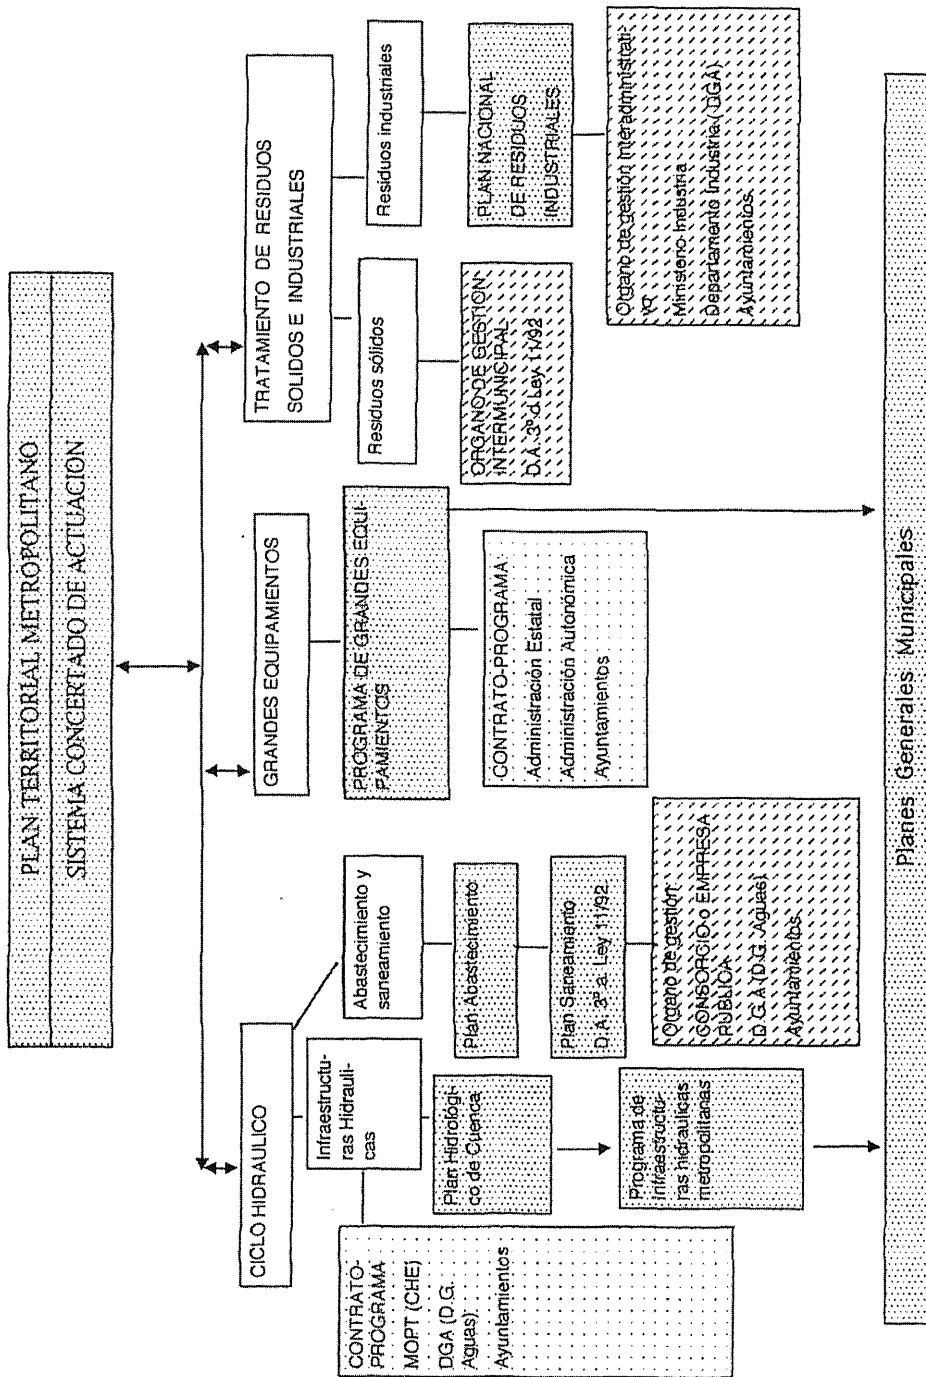 PLAN TERRITORIAL METROPOLITANO
SISTEMA CONCERTADO DE ACTUACION
CICLO HIDRAULICO
GRANDES EQUIPAMIENTOS
TRATAMIENTO DE RESIDUOS
SOLIDOS E INDUSTRIALES
CONTRATO-
PROGRAMA
MOPT (CHE)
DGA (D.G.
Aguas)
Ayuntamientos
Infraestructu-
ras Hidrauli-
cas
Plan Hidrológi-
co de Cuenca
Programa de
infraestructu-
ras hidraulicas
metropolitanas
Abastecimiento y
saneamiento
Plan Abastecimiento
Plan Saneamiento
D.A. 3ª a. Ley 11/92
Organo de gestión
CONSORCIO o EMPRESA
PUBLICA
D.G.A (D.G. Aguas)
Ayuntamientos
PROGRAMA DE GRANDES EQUI-
PAMIENTOS
CONTRATO-PROGRAMA:
Administración Estatal
Administración Autonómica
Ayuntamientos
Residuos sólidos
ORGANO DE GESTION
INTERMUNICIPAL
D.A. 3ª d Ley 11/92
Residuos industriales
PLAN NACIONAL
DE RESIDUOS
INDUSTRIALES
Organo de gestión interadministrati-
vo
Ministerio Industria
Departamento Industria (DGA)
Ayuntamientos
Planes Generales Municipales